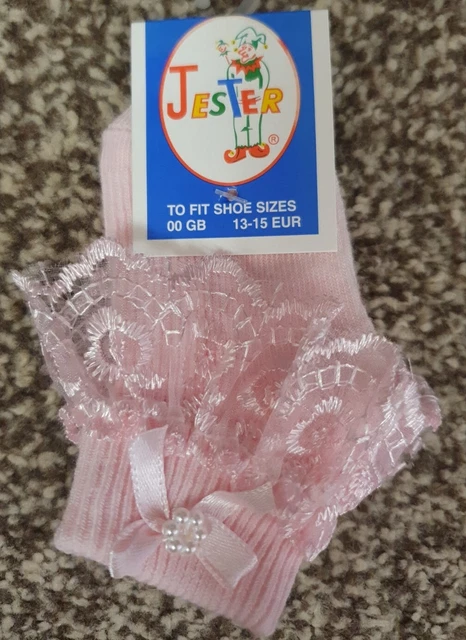 JESTER
®
TO FIT SHOE SIZES
00 GB 13-15 EUR